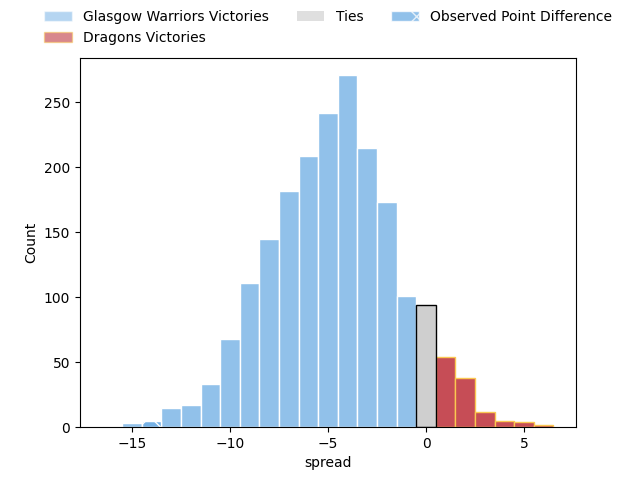 Glasgow Warriors Victories
Ties
Observed Point Difference
Dragons Victories
250
200
150
100
50
0
Count
−15
−10
−5
0
5
spread